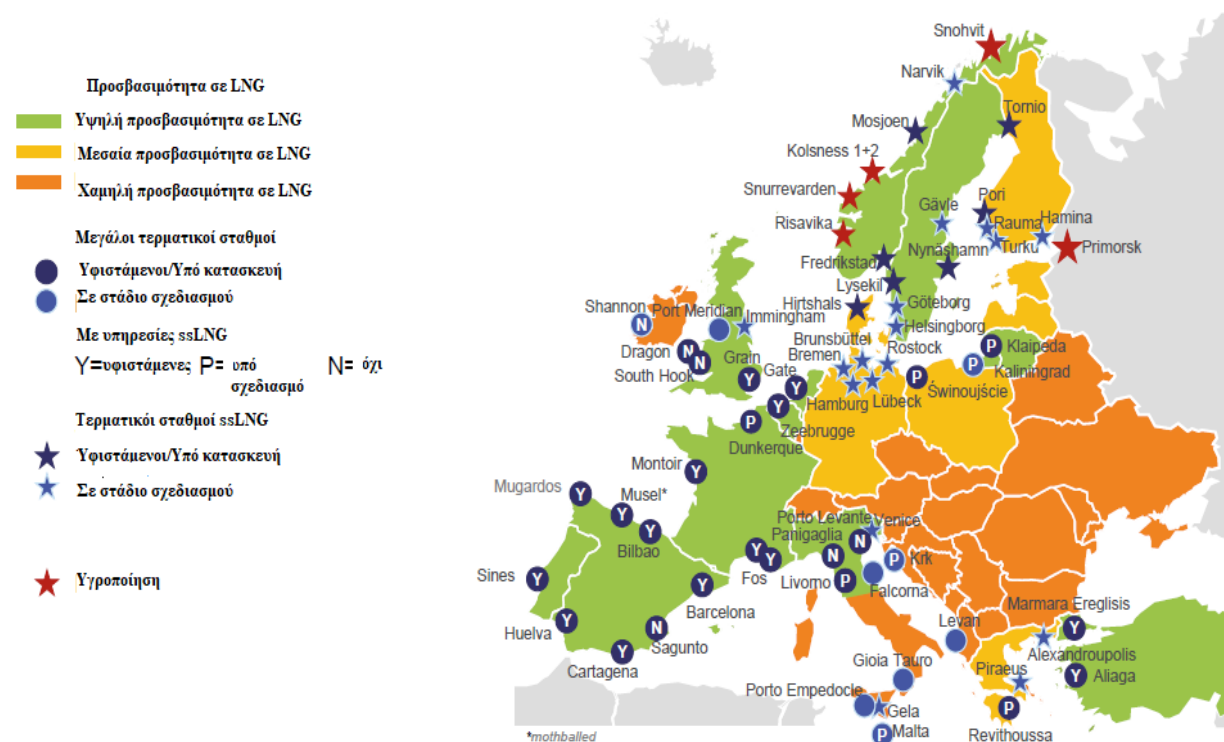 Προσβασιμότητα σε LNG
Υψηλή προσβασιμότητα σε LNG
Μεσαία προσβασιμότητα σε LNG
Χαμηλή προσβασιμότητα σε LNG
Μεγάλοι τερματικοί σταθμοί
Υφιστάμενοι/Υπό κατασκευή
Σε στάδιο σχεδιασμού
Με υπηρεσίες ssLNG
Y=υφιστάμενες P= υπό σχεδιασμό N= όχι
Τερματικόι σταθμοί ssLNG
Υφιστάμενοι/Υπό κατασκευή
Σε στάδιο σχεδιασμού
Υγροποίηση
Snohvit
Narvik
Tornio
Mosjoen
Kolsness 1+2
Snurrevarden
Risavika
Gävle
Pori
Rauma
Hamina
Turku
Primorsk
Fredrikstad
Nynäshamn
Lysekil
Hirtshals
Göteborg
Helsingborg
Shannon
N
Port Meridian
Immingham
Brunsbüttel
Bremen
Rostock
P
Klaipeda
P
Kaliningrad
Dragon
N
N
South Hook
Grain
Y
Gate
Y
Hamburg
Lübeck
P
Świnoujście
Y
Zeebrugge
P
Dunkerque
Montoir
Y
Mugardos
Y
Musel*
Y
Y
Bilbao
Porto Levante
Venice
Panigaglia
N
N
P
Krk
Y
Y
Fos
Livorno
P
Falcorna
Sines
Y
Y
Barcelona
Huelva
Y
N
Sagunto
Y
Cartagena
Levan
Marmara Ereglisis
Y
Alexandroupolis
Gioia Tauro
Piraeus
Y
Aliaga
Porto Empedocle
Gela
P
Malta
P
Revithoussa
*mothballed